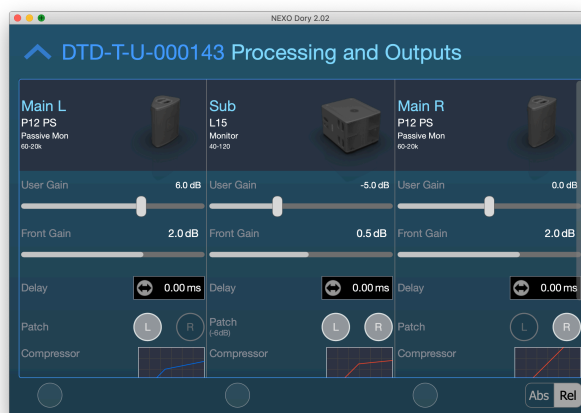 NEXO Dory 2.02
DTD-T-U-000143 Processing and Outputs
Main L
P12 PS
Passive Mon
60-20k
User Gain 6.0 dB
Front Gain 2.0 dB
Delay 0.00 ms
Patch L R
Compressor
Sub
L15
Monitor
40-120
User Gain -5.0 dB
Front Gain 0.5 dB
Delay 0.00 ms
Patch L R
(-6dB)
Compressor
Main R
P12 PS
Passive Mon
60-20k
User Gain 0.0 dB
Front Gain 2.0 dB
Delay 0.00 ms
Patch L R
Compressor
Abs Rel